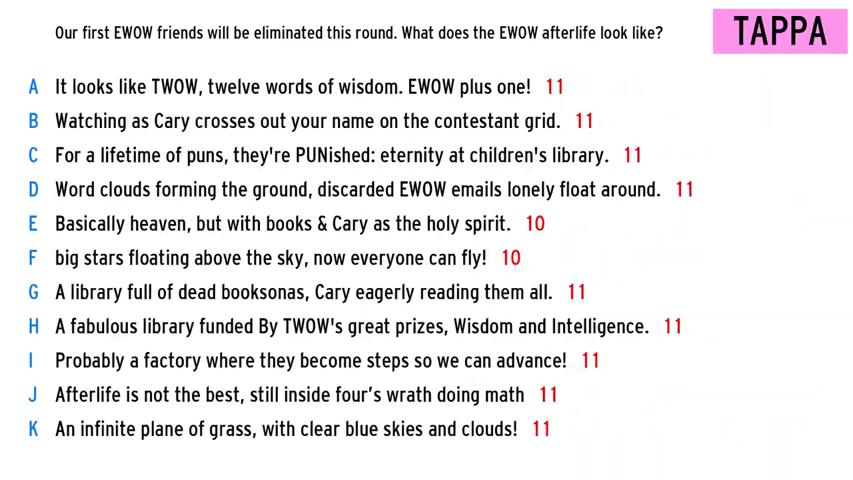 Our first EWOW friends will be eliminated this round. What does the EWOW afterlife look like?
TAPPA
A It looks like TWOW, twelve words of wisdom. EWOW plus one! 11
B Watching as Cary crosses out your name on the contestant grid. 11
C For a lifetime of puns, they're PUNished: eternity at children's library. 11
D Word clouds forming the ground, discarded EWOW emails lonely float around. 11
E Basically heaven, but with books & Cary as the holy spirit. 10
F big stars floating above the sky, now everyone can fly! 10
G A library full of dead booksonas, Cary eagerly reading them all. 11
H A fabulous library funded By TWOW's great prizes, Wisdom and Intelligence. 11
I Probably a factory where they become steps so we can advance! 11
J Afterlife is not the best, still inside four’s wrath doing math 11
K An infinite plane of grass, with clear blue skies and clouds! 11